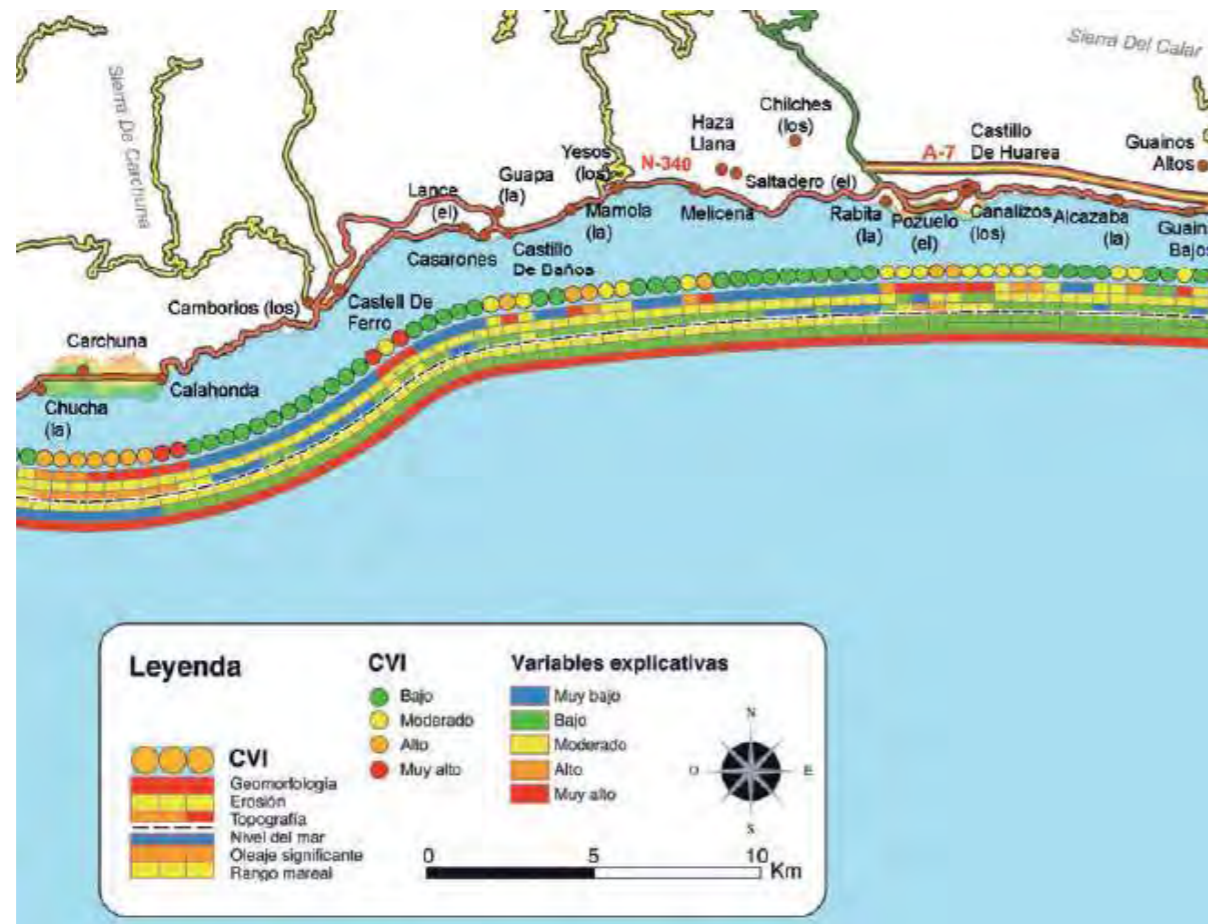 Sierra Del Calar
Sierra De Carchuna
Chilches
(los)
Haza
Llana
Castillo
De Huarea
Guainos
Altos
Yesos
(los)
N-340
A-7
Guapa
(la)
Lance
(el)
Saltadero (el)
Mamola
(la)
Melicena
Rabita
(la)
Pozuelo
(el)
Canalizos
(los)
Alcazaba
(la)
Guain
Bajos
Casarones
Castillo
De Baños
Camborios (los)
Castell De
Ferro
Carchuna
Calahonda
Chucha
(la)
Leyenda
CVI
Geomorfología
Erosión
Topografía
Nivel del mar
Oleaje significante
Rango mareal
CVI
Bajo
Moderado
Alto
Muy alto
Variables explicativas
Muy bajo
Bajo
Moderado
Alto
Muy alto
N
O
E
S
0
5
10
Km